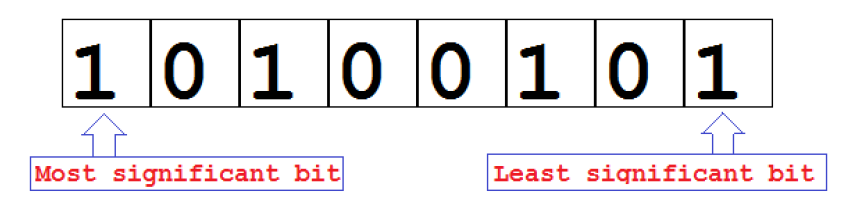 1 0 1 0 0 1 0 1
Most significant bit
Least significant bit